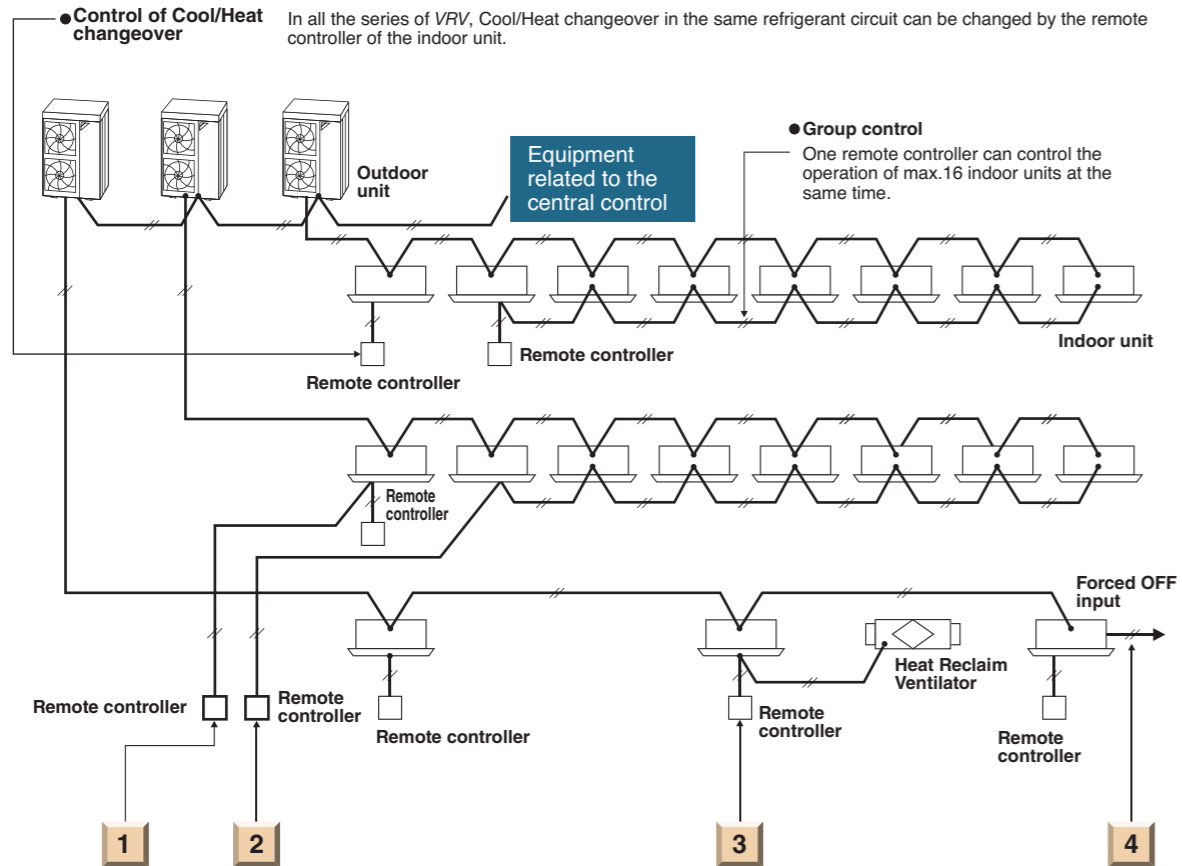 ●Control of Cool/Heat
changeover
In all the series of VRV, Cool/Heat changeover in the same refrigerant circuit can be changed by the remote
controller of the indoor unit.
Outdoor
unit
Equipment
related to the
central control
●Group control
One remote controller can control the
operation of max.16 indoor units at the
same time.
Indoor unit
Remote controller
Remote controller
Remote
controller
Forced OFF
input
Heat Reclaim
Ventilator
Remote controller
Remote
controller
Remote controller
Remote
controller
Remote
controller
1
2
3
4